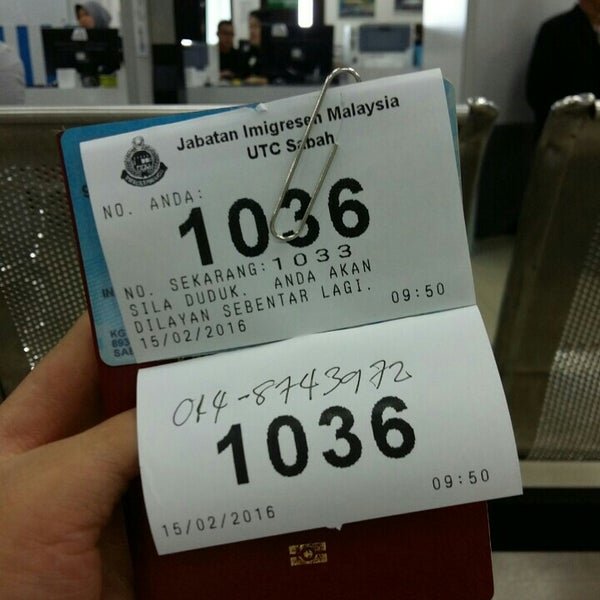 Jabatan Imigresen Malaysia
UTC Sabah
NO. ANDA:
1036
NO. SEKARANG:1033
SILA DUDUK. ANDA AKAN
DILAYAN SEBENTAR LAGI.
15/02/2016 09:50
014-8743972
1036
15/02/2016 09:50